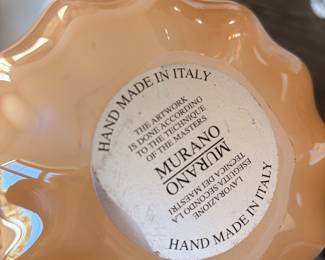 HAND MADE IN ITALY
THE ARTWORK
IS DONE ACCORDING
TO THE TECHNIQUE
OF THE MASTERS
MURANO
MURANO
LAVORAZIONE
ESEGUITA SECONDO LA
TECNICA DEI MAESTRI
HAND MADE IN ITALY